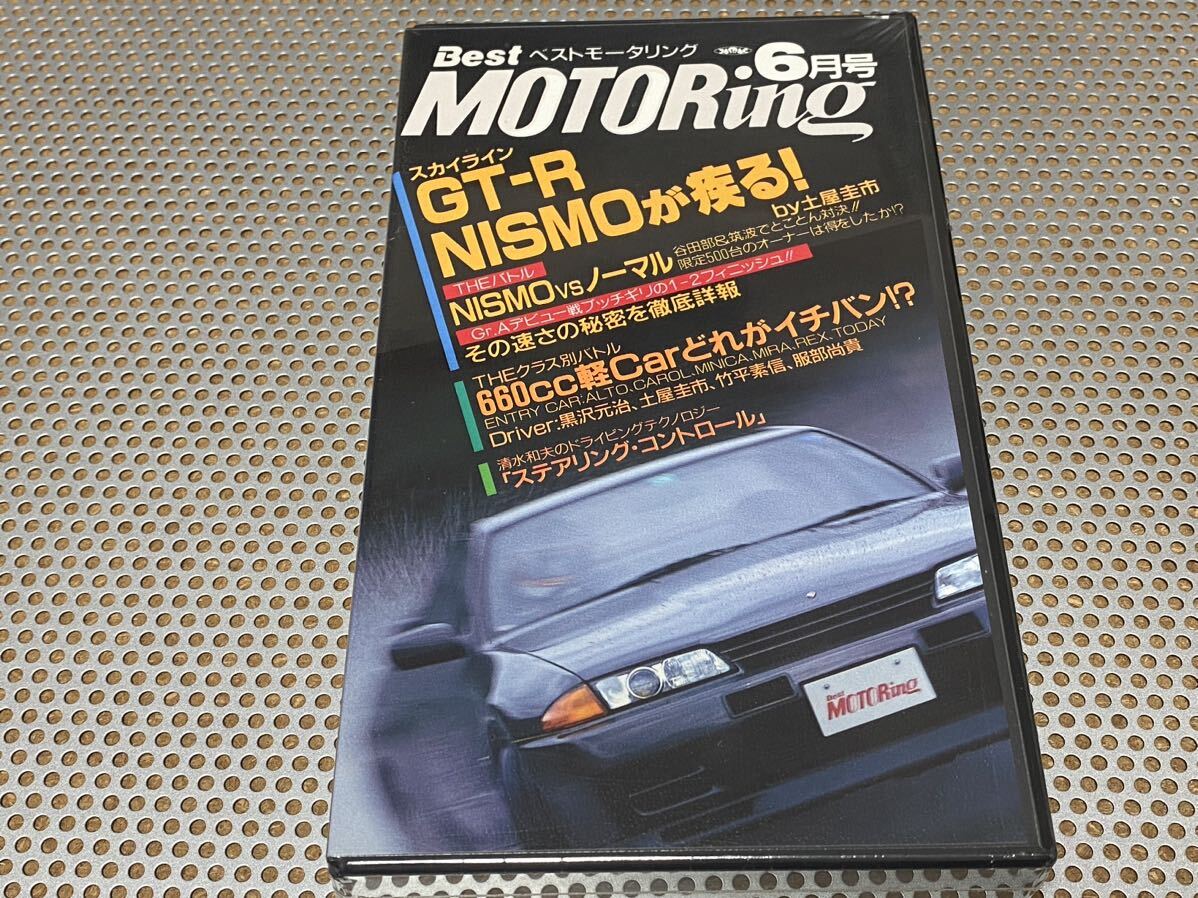 Best ベストモータリング 6月号
MOTORing
スカイライン
GT-R
NISMOが疾る!
by土屋圭市
THEバトル
谷田部&筑波でとことん対決!!
NISMO VS ノーマル 限定500台のオーナーは得をしたか!?
Gr.Aデビュー戦ブッチギリの1-2フィニッシュ!!
その速さの秘密を徹底詳報
THEクラス別バトル
660cc軽Carどれがイチバン!?
ENTRY CAR:ALTO.CAROL.MINICA.MIRA.REX.TODAY
Driver:黒沢元治、土屋圭市、竹平素信、服部尚貴
清水和夫のドライビングテクノロジー
「ステアリング・コントロール」
Best
MOTORing